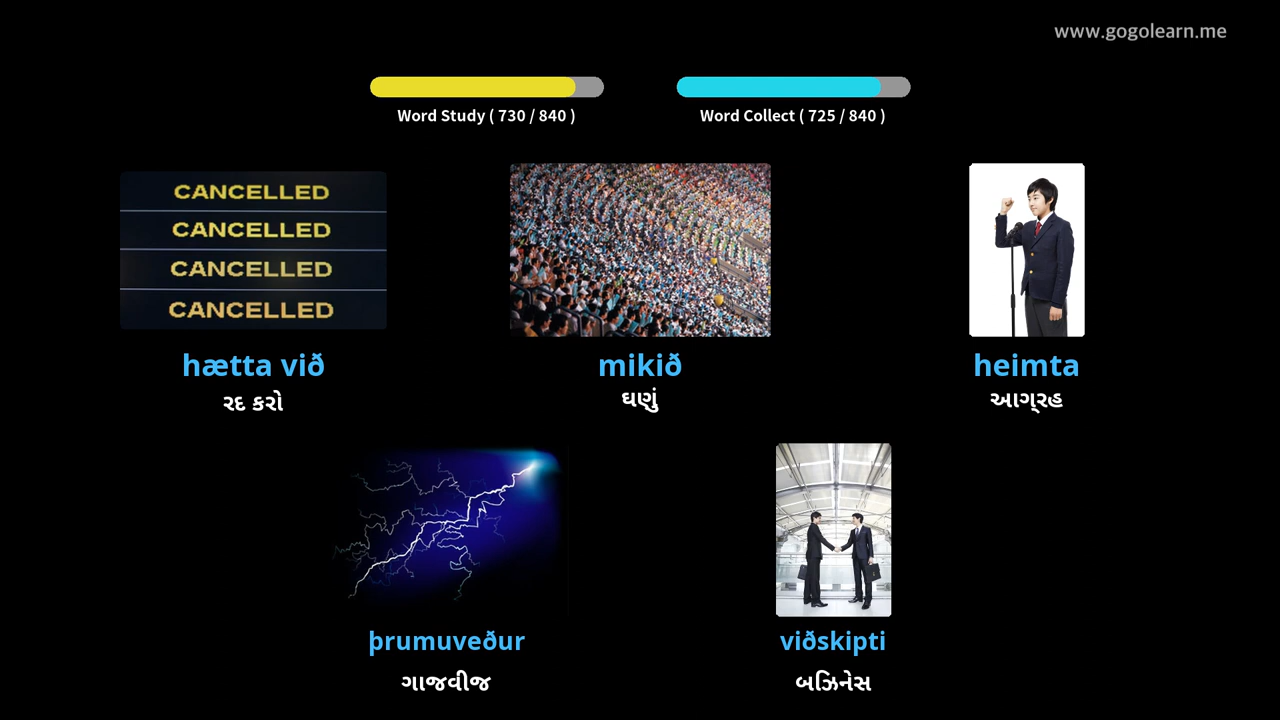 www.gogolearn.me
Word Study ( 730 / 840 )
Word Collect ( 725 / 840 )
CANCELLED
CANCELLED
CANCELLED
CANCELLED
hætta við
mikið
heimta
રદ કરો
ઘણું
આગ્રહ
þrumuveður
viðskipti
ગાજવીજ
બઝિનેસ